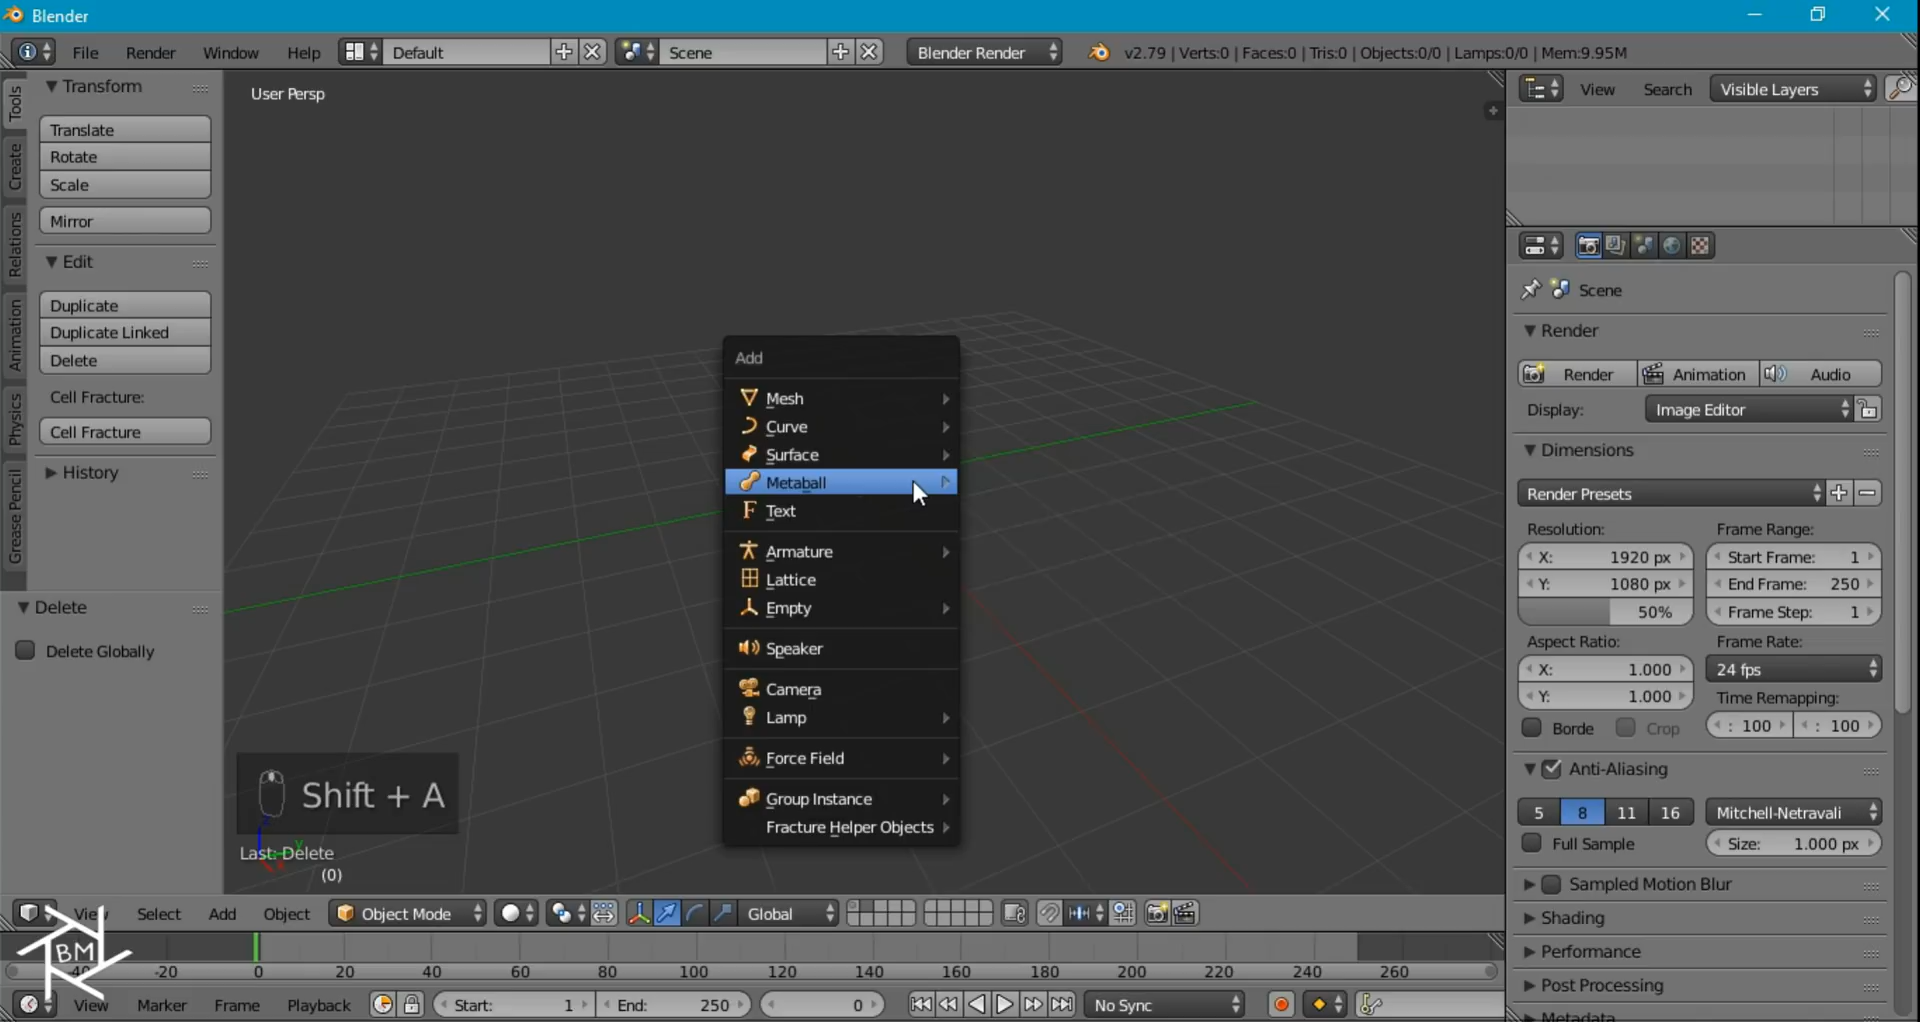 Blender
File Render Window Help Default Scene Blender Render v2.79 | Verts:0 | Faces:0 | Tris:0 | Objects:0/0 | Lamps:0/0 | Mem:9.95M
Tools
Create
Relations
Animation
Physics
Grease Pencil
Transform
Translate
Rotate
Scale
Mirror
Edit
Duplicate
Duplicate Linked
Delete
Cell Fracture:
Cell Fracture
History
Delete
Delete Globally
User Persp
Add
Mesh
Curve
Surface
Metaball
Text
Armature
Lattice
Empty
Speaker
Camera
Lamp
Force Field
Group Instance
Fracture Helper Objects
Shift + A
Last: Delete
(0)
View Select Add Object Object Mode Global
BM
-40 -20 0 20 40 60 80 100 120 140 160 180 200 220 240 260
View Marker Frame Playback Start: 1 End: 250 0 No Sync
View Search Visible Layers
Scene
Render
Render Animation Audio
Display: Image Editor
Dimensions
Render Presets
Resolution: Frame Range:
X: 1920 px Start Frame: 1
Y: 1080 px End Frame: 250
50% Frame Step: 1
Aspect Ratio: Frame Rate:
X: 1.000 24 fps
Y: 1.000 Time Remapping:
Borde Crop : 100 : 100
Anti-Aliasing
5 8 11 16 Mitchell-Netravali
Full Sample Size: 1.000 px
Sampled Motion Blur
Shading
Performance
Post Processing
Metadata